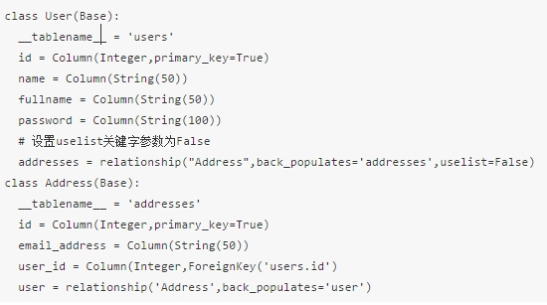 class User(Base):
  __tablename__ = 'users'
  id = Column(Integer,primary_key=True)
  name = Column(String(50))
  fullname = Column(String(50))
  password = Column(String(100))
  # 设置uselist关键字参数为False
  addresses = relationship("Address",back_populates='addresses',uselist=False)
class Address(Base):
  __tablename__ = 'addresses'
  id = Column(Integer,primary_key=True)
  email_address = Column(String(50))
  user_id = Column(Integer,ForeignKey('users.id')
  user = relationship('Address',back_populates='user')